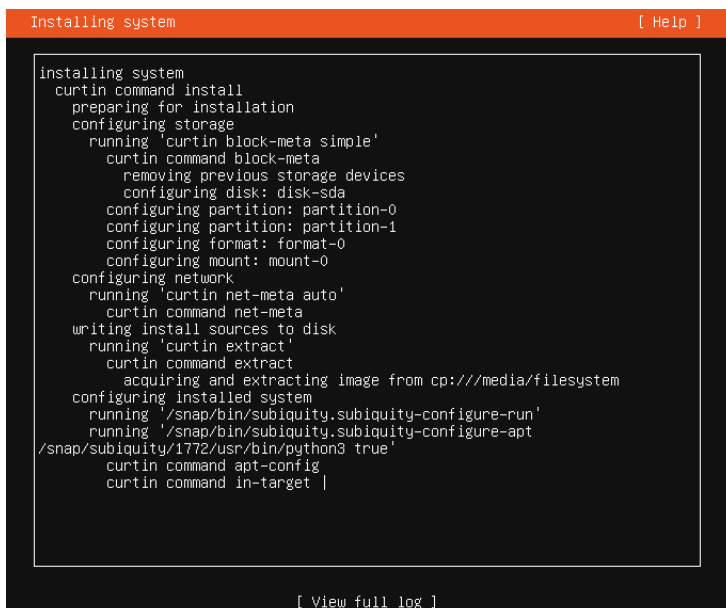 Installing system [ Help ]
installing system
curtin command install
preparing for installation
configuring storage
running 'curtin block-meta simple'
curtin command block-meta
removing previous storage devices
configuring disk: disk-sda
configuring partition: partition-0
configuring partition: partition-1
configuring format: format-0
configuring mount: mount-0
configuring network
running 'curtin net-meta auto'
curtin command net-meta
writing install sources to disk
running 'curtin extract'
curtin command extract
acquiring and extracting image from cp:///media/filesystem
configuring installed system
running '/snap/bin/subiquity.subiquity-configure-run'
running '/snap/bin/subiquity.subiquity-configure-apt
/snap/subiquity/1772/usr/bin/python3 true'
curtin command apt-config
curtin command in-target |
[ View full log ]